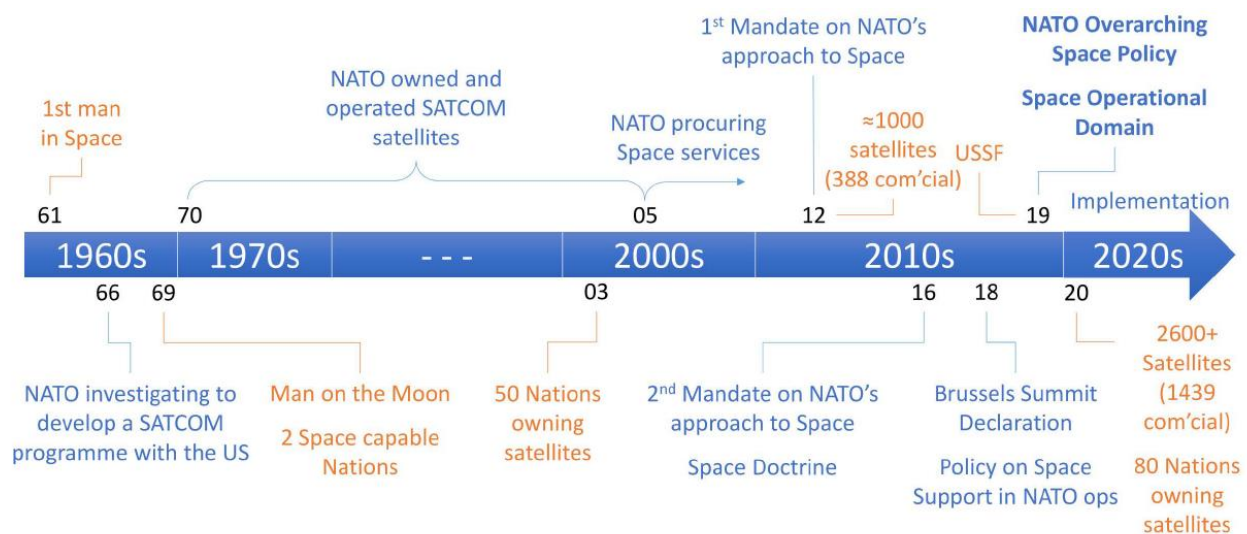 1st man
in Space
NATO owned and
operated SATCOM
satellites
NATO procuring
Space services
1st Mandate on NATO's
approach to Space
≈1000
satellites
(388 com'cial)
USSF
NATO Overarching
Space Policy
Space Operational
Domain
Implementation
61
70
05
12
19
1960s
1970s
- - -
2000s
2010s
2020s
66
69
03
16
18
20
NATO investigating to
develop a SATCOM
programme with the US
Man on the Moon
2 Space capable
Nations
50 Nations
owning
satellites
2nd Mandate on NATO's
approach to Space
Space Doctrine
Brussels Summit
Declaration
Policy on Space
Support in NATO ops
2600+
Satellites
(1439
com'cial)
80 Nations
owning
satellites